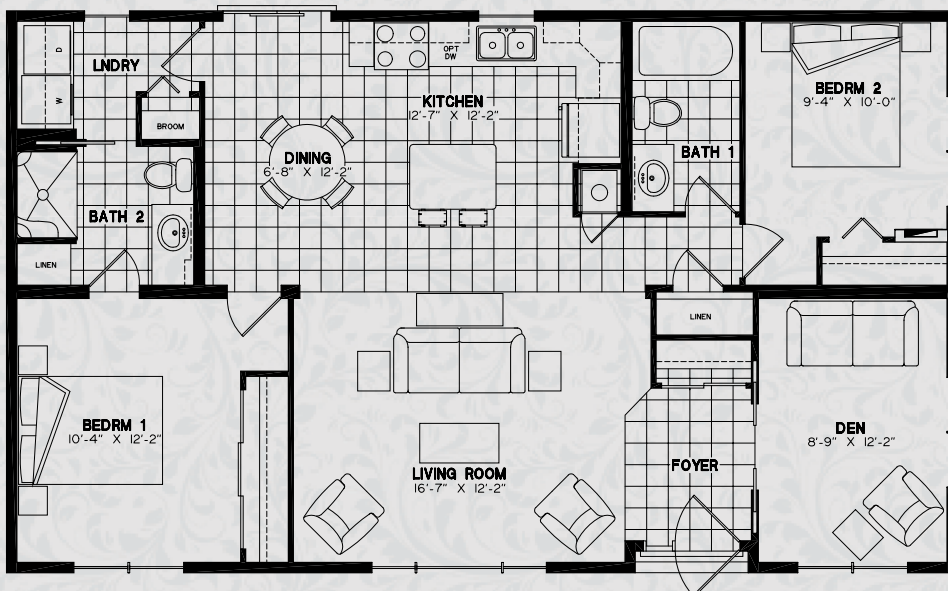 D
W
LNDRY
BROOM
OPT
DW
KITCHEN
12'-7" X 12'-2"
DINING
6'-8" X 12'-2"
BATH 1
BEDRM 2
9'-4" X 10'-0"
BATH 2
LINEN
LINEN
BEDRM 1
10'-4" X 12'-2"
LIVING ROOM
16'-7" X 12'-2"
FOYER
DEN
8'-9" X 12'-2"